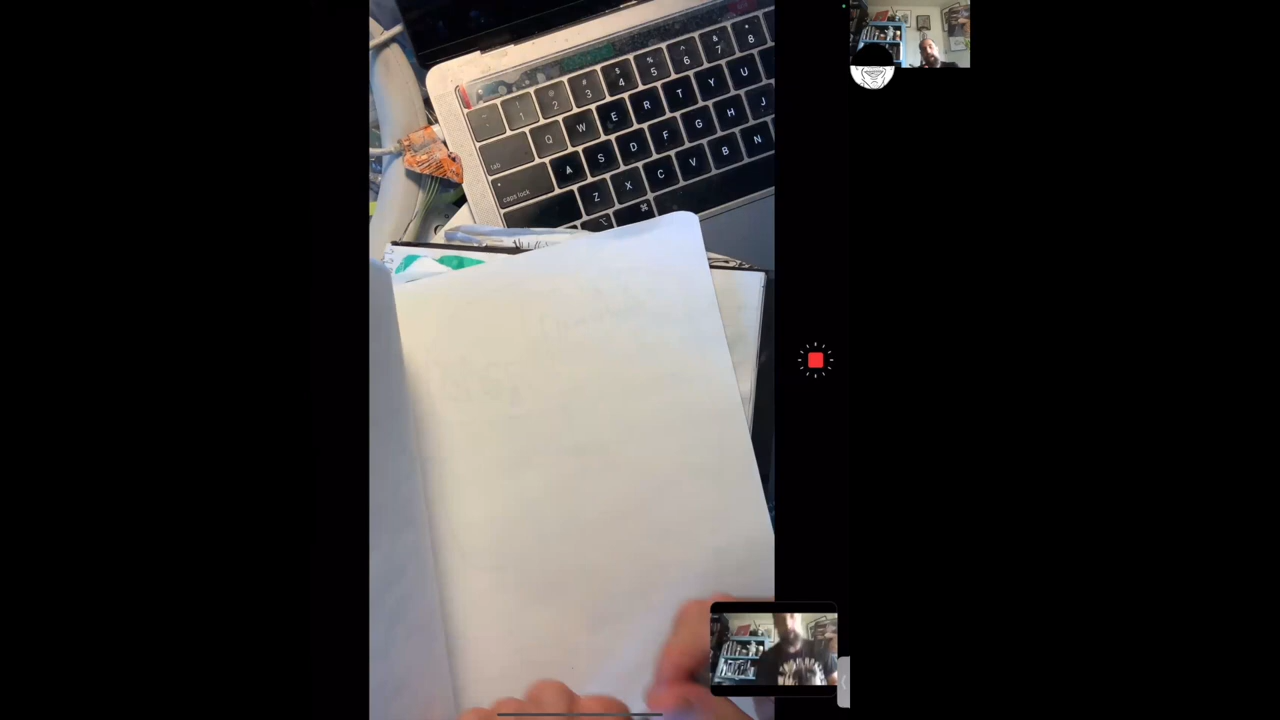 * 8
& 7
^ 6
% 5
$ 4
# 3
@ 2
! 1
~
Q W E R T Y U
tab
A S D F G H J
caps lock
Z X C V B N
⌥ ⌘